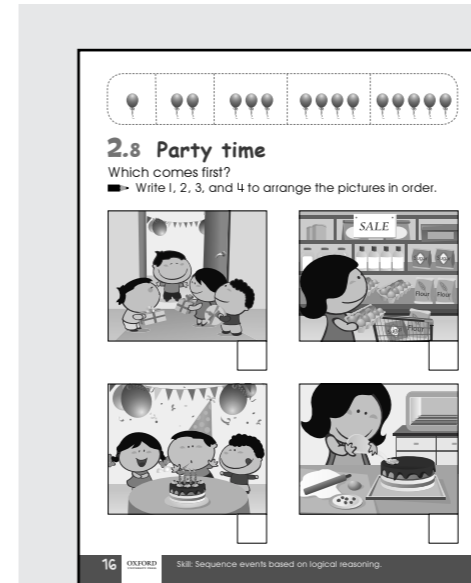 2.8 Party time
Which comes first?
Write 1, 2, 3, and 4 to arrange the pictures in order.
SALE
Flour Flour
Flour
16 OXFORD Skill: Sequence events based on logical reasoning.